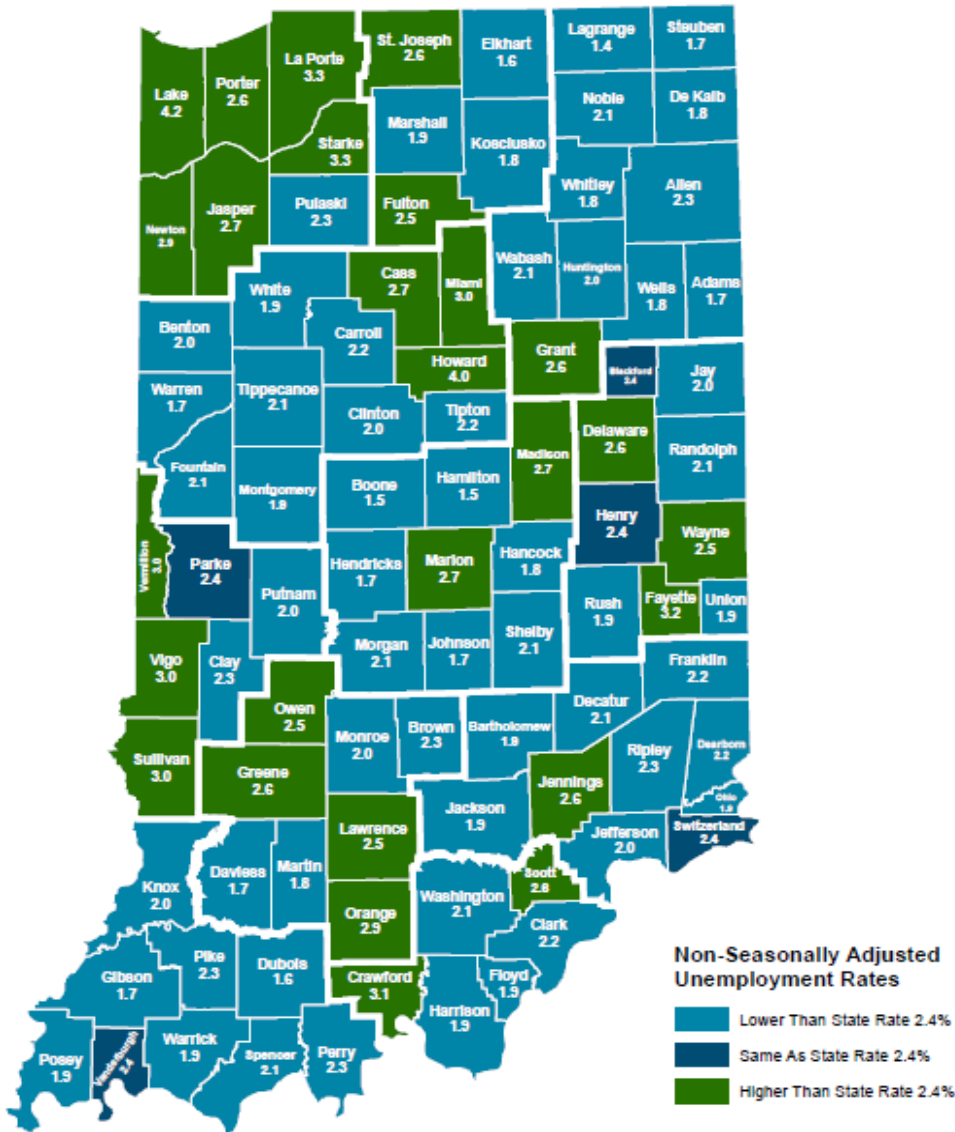 St. Joseph
2.6
Elkhart
1.6
Lagrange
1.4
Steuben
1.7
La Porte
3.3
Porter
2.6
Lake
4.2
Noble
2.1
De Kalb
1.8
Marshall
1.9
Kosciusko
1.8
Starke
3.3
Whitley
1.8
Allen
2.3
Pulaski
2.3
Fulton
2.5
Jasper
2.7
Newton
2.9
Wabash
2.1
Huntington
2.0
Cass
2.7
Miami
3.0
White
1.9
Wells
1.8
Adams
1.7
Benton
2.0
Carroll
2.2
Howard
4.0
Grant
2.6
Blackford
2.4
Jay
2.0
Warren
1.7
Tippecanoe
2.1
Clinton
2.0
Tipton
2.2
Delaware
2.6
Randolph
2.1
Madison
2.7
Fountain
2.1
Montgomery
Boone
1.5
Hamilton
1.5
Henry
2.4
Wayne
2.5
Vermillion
3.0
Parke
2.4
Putnam
2.0
Hendricks
1.7
Marion
2.7
Hancock
1.8
Rush
1.9
Fayette
3.2
Union
1.9
Morgan
2.1
Johnson
1.7
Shelby
2.1
Vigo
3.0
Clay
2.3
Franklin
2.2
Owen
2.5
Decatur
2.1
Monroe
2.0
Brown
2.3
Bartholomew
Ripley
2.3
Dearborn
2.2
Sullivan
3.0
Greene
2.6
Jennings
2.6
Ohio
1.9
Jackson
1.9
Lawrence
2.5
Jefferson
2.0
Switzerland
2.4
Knox
2.0
Daviess
1.7
Martin
1.8
Washington
2.1
Scott
Orange
2.9
Clark
2.2
Gibson
1.7
Pike
2.3
Dubois
1.6
Crawford
3.1
Floyd
1.9
Harrison
1.9
Posey
1.9
Vanderburgh
2.4
Warrick
1.9
Spencer
2.1
Perry
2.3
Non-Seasonally Adjusted
Unemployment Rates
Lower Than State Rate 2.4%
Same As State Rate 2.4%
Higher Than State Rate 2.4%